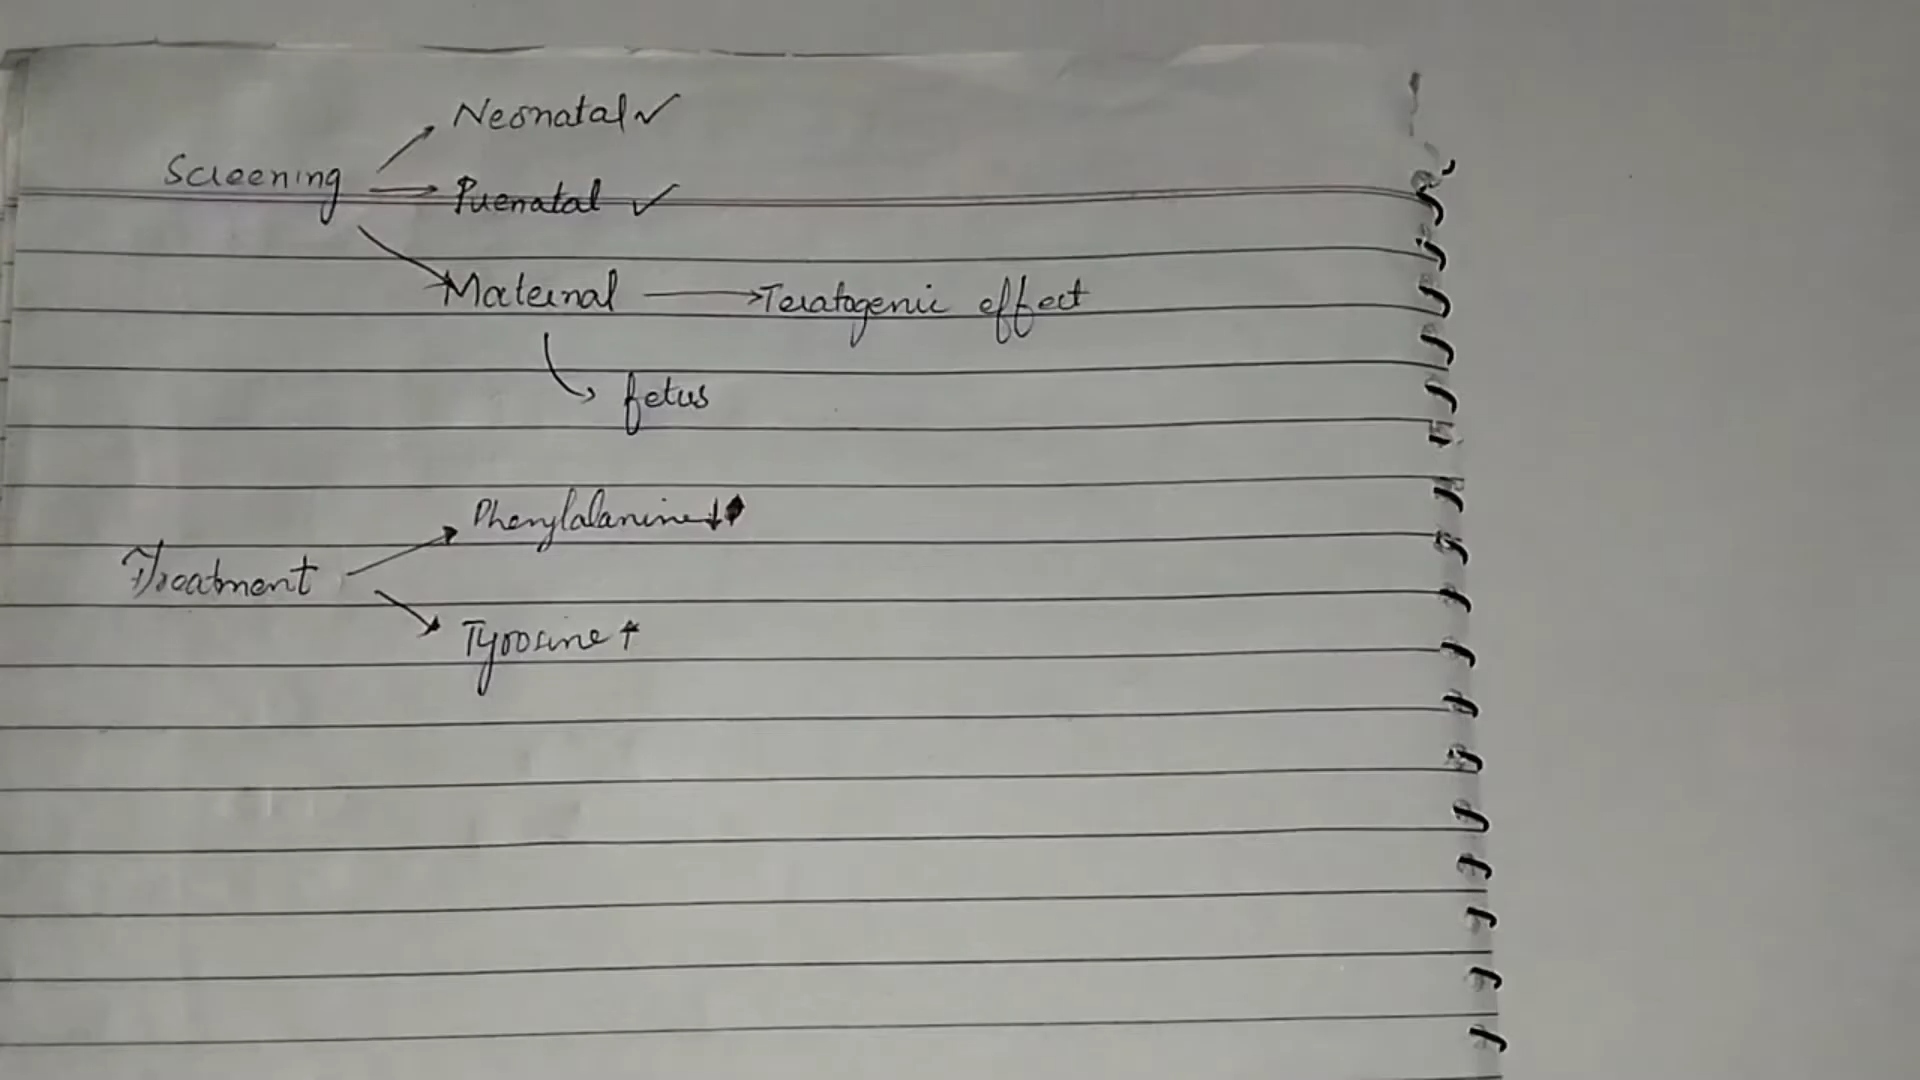 Neonatal ✓
Screening → Prenatal ✓
Maternal → Teratogenic effect
fetus
Phenylalanine ↓
Treatment
Tyrosine ↑